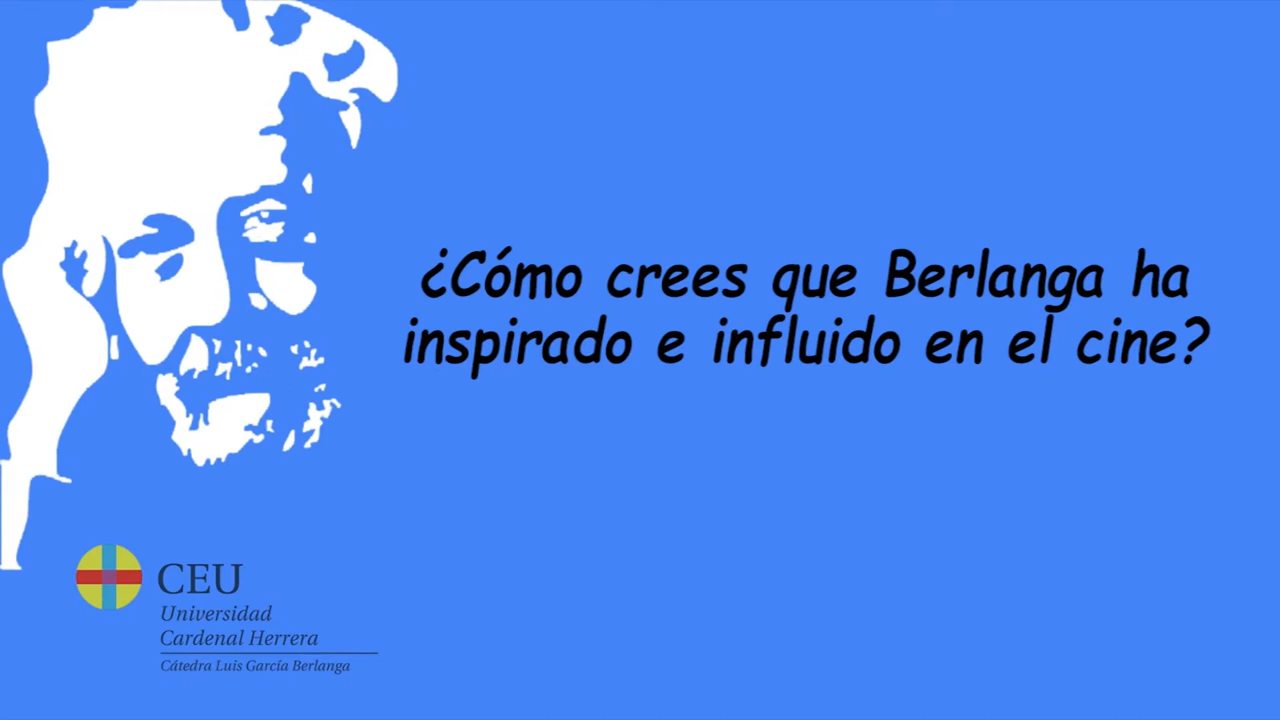 ¿Cómo crees que Berlanga ha
inspirado e influido en el cine?
CEU
Universidad
Cardenal Herrera
Cátedra Luis García Berlanga